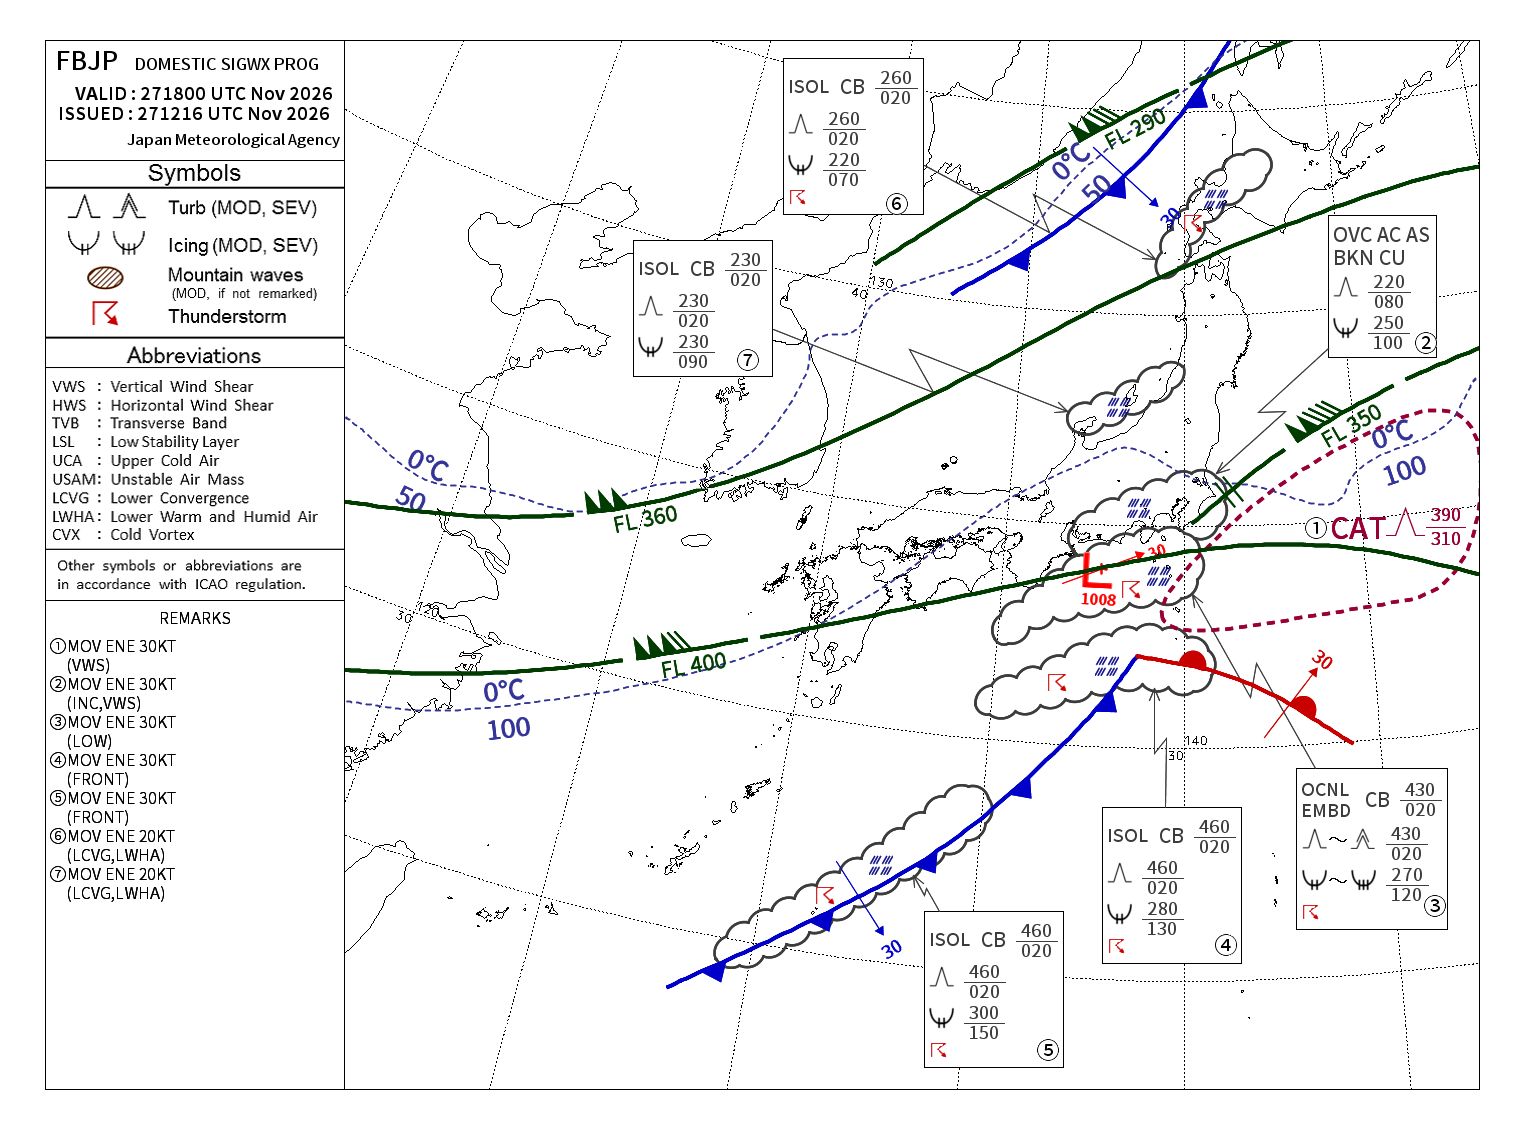 FBJP DOMESTIC SIGWX PROG
VALID : 271800 UTC Nov 2026
ISSUED : 271216 UTC Nov 2026
Japan Meteorological Agency
Symbols
Turb (MOD, SEV)
Icing (MOD, SEV)
Mountain waves
(MOD, if not remarked)
Thunderstorm
Abbreviations
VWS : Vertical Wind Shear
HWS : Horizontal Wind Shear
TVB : Transverse Band
LSL : Low Stability Layer
UCA : Upper Cold Air
USAM: Unstable Air Mass
LCVG : Lower Convergence
LWHA : Lower Warm and Humid Air
CVX : Cold Vortex
Other symbols or abbreviations are
in accordance with ICAO regulation.
REMARKS
①MOV ENE 30KT
(VWS)
②MOV ENE 30KT
(INC,VWS)
③MOV ENE 30KT
(LOW)
④MOV ENE 30KT
(FRONT)
⑤MOV ENE 30KT
(FRONT)
⑥MOV ENE 20KT
(LCVG,LWHA)
⑦MOV ENE 20KT
(LCVG,LWHA)
ISOL CB 260
020
260
020
220
070
⑥
ISOL CB 230
020
230
020
230
090
⑦
OVC AC AS
BKN CU
220
080
250
100
②
FL 290
0°C
50
30
40
130
0°C
50
FL 360
FL 350
0°C
100
① CAT 390
310
L
1008
30
30
FL 400
0°C
100
30
140
30
OCNL
EMBD CB 430
020
~ 430
020
~ 270
120
③
ISOL CB 460
020
460
020
280
130
④
30
ISOL CB 460
020
460
020
300
150
⑤